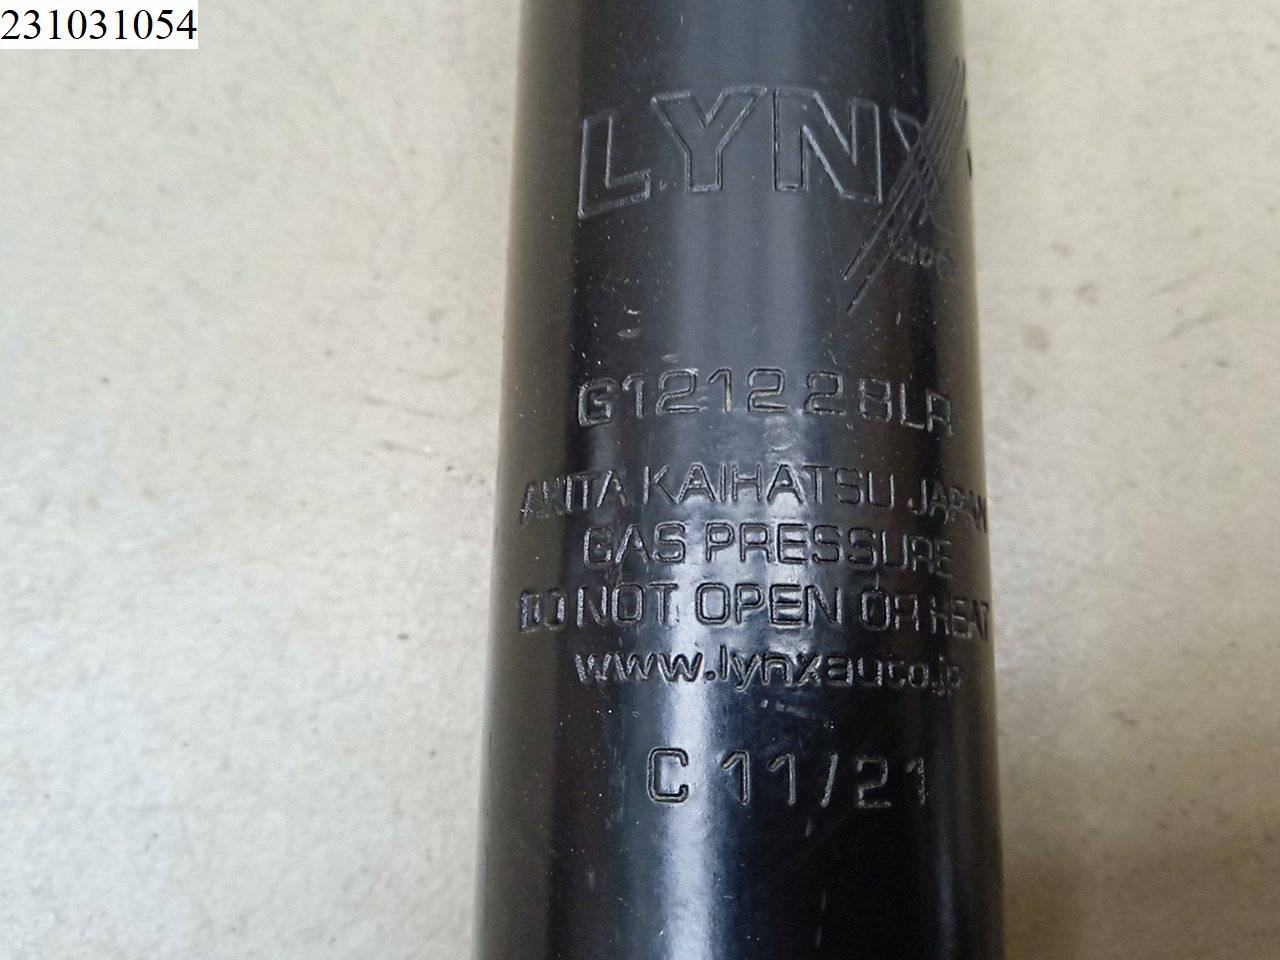 231031054
LYNX
G121228LR
AKITA KAIHATSU JAPAN
GAS PRESSURE
DO NOT OPEN OR HEAT
www.lynxauto.jp
C 11/21